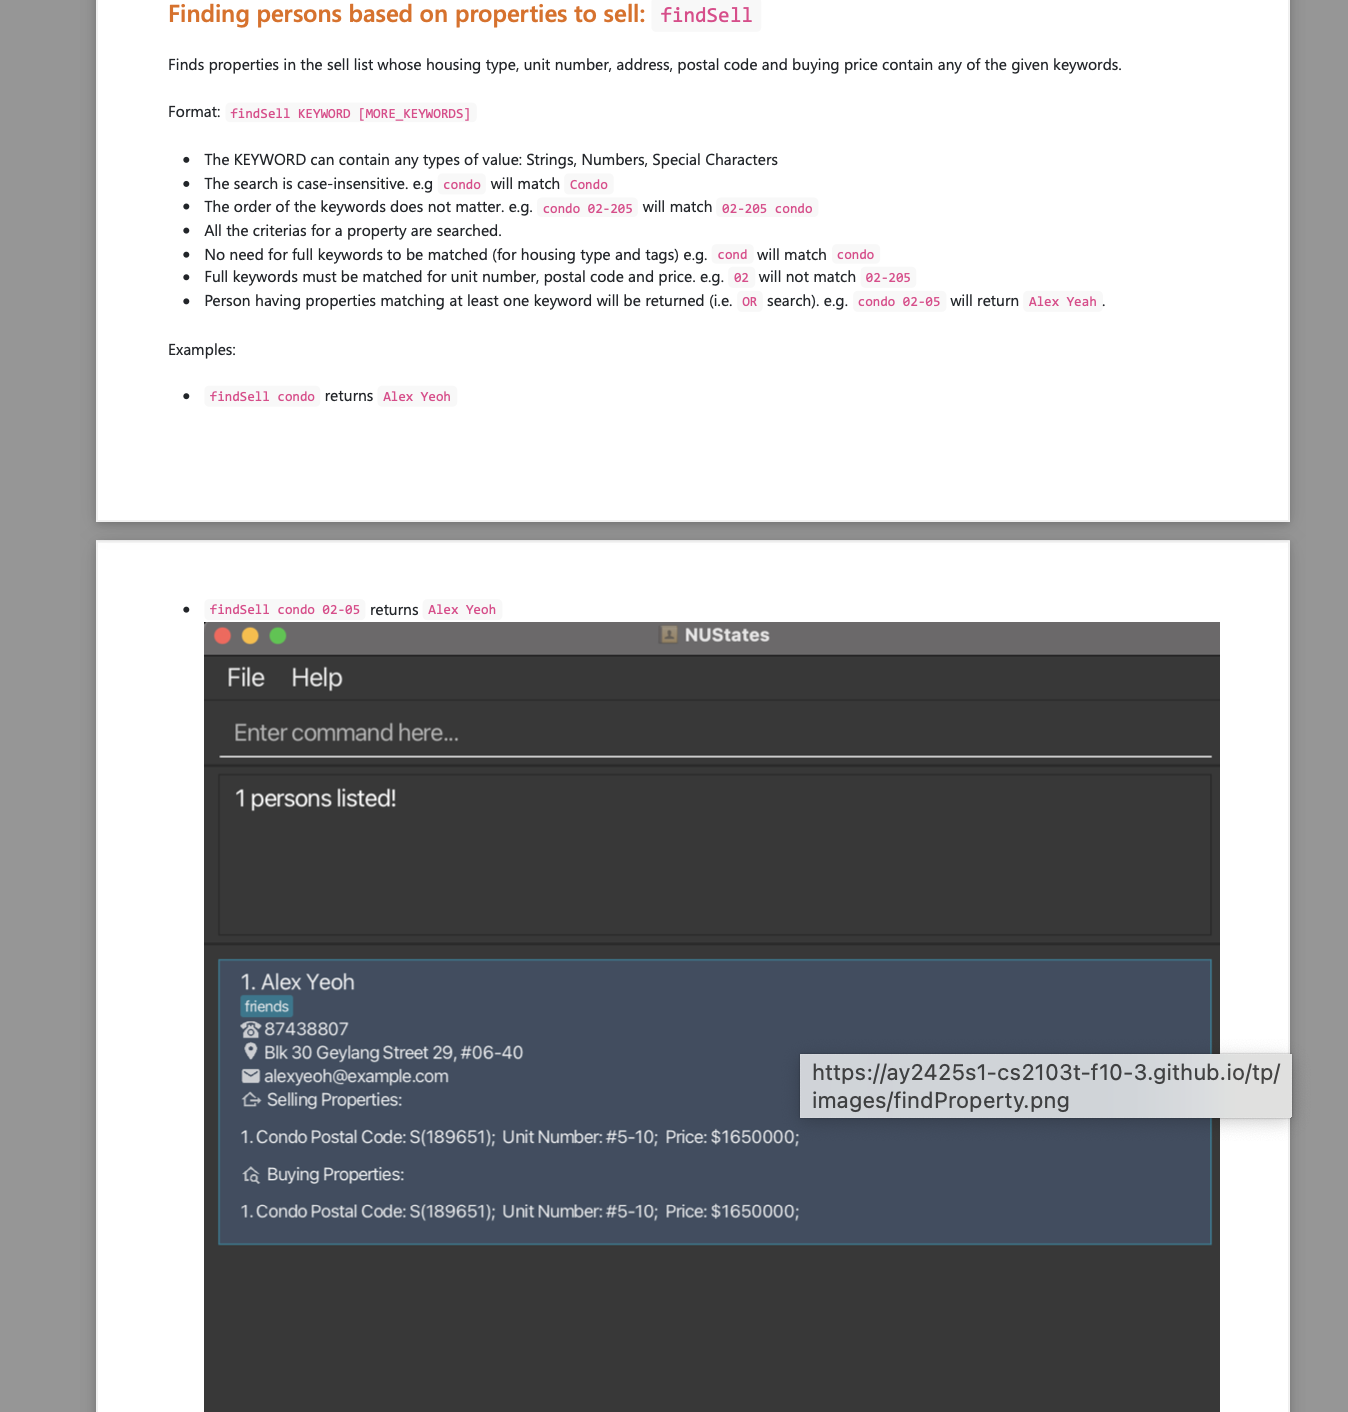 Finding persons based on properties to sell: findSell
Finds properties in the sell list whose housing type, unit number, address, postal code and buying price contain any of the given keywords.
Format: findSell KEYWORD [MORE_KEYWORDS]
• The KEYWORD can contain any types of value: Strings, Numbers, Special Characters
• The search is case-insensitive. e.g condo will match Condo
• The order of the keywords does not matter. e.g. condo 02-205 will match 02-205 condo
• All the criterias for a property are searched.
• No need for full keywords to be matched (for housing type and tags) e.g. cond will match condo
• Full keywords must be matched for unit number, postal code and price. e.g. 02 will not match 02-205
• Person having properties matching at least one keyword will be returned (i.e. OR search). e.g. condo 02-05 will return Alex Yeah .
Examples:
• findSell condo returns Alex Yeoh
• findSell condo 02-05 returns Alex Yeoh
NUStates
File Help
Enter command here...
1 persons listed!
1. Alex Yeoh
friends
87438807
Blk 30 Geylang Street 29, #06-40
alexyeoh@example.com
Selling Properties:
1. Condo Postal Code: S(189651); Unit Number: #5-10; Price: $1650000;
Buying Properties:
1. Condo Postal Code: S(189651); Unit Number: #5-10; Price: $1650000;
https://ay2425s1-cs2103t-f10-3.github.io/tp/
images/findProperty.png